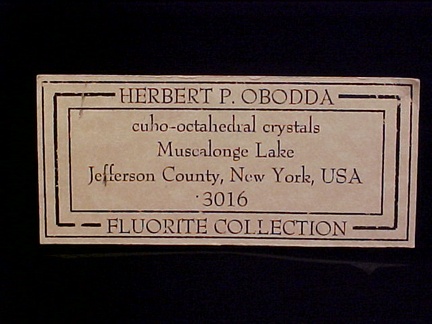 HERBERT P. OBODDA
cubo-octahedral crystals
Muscalonge Lake
Jefferson County, New York, USA
3016
FLUORITE COLLECTION